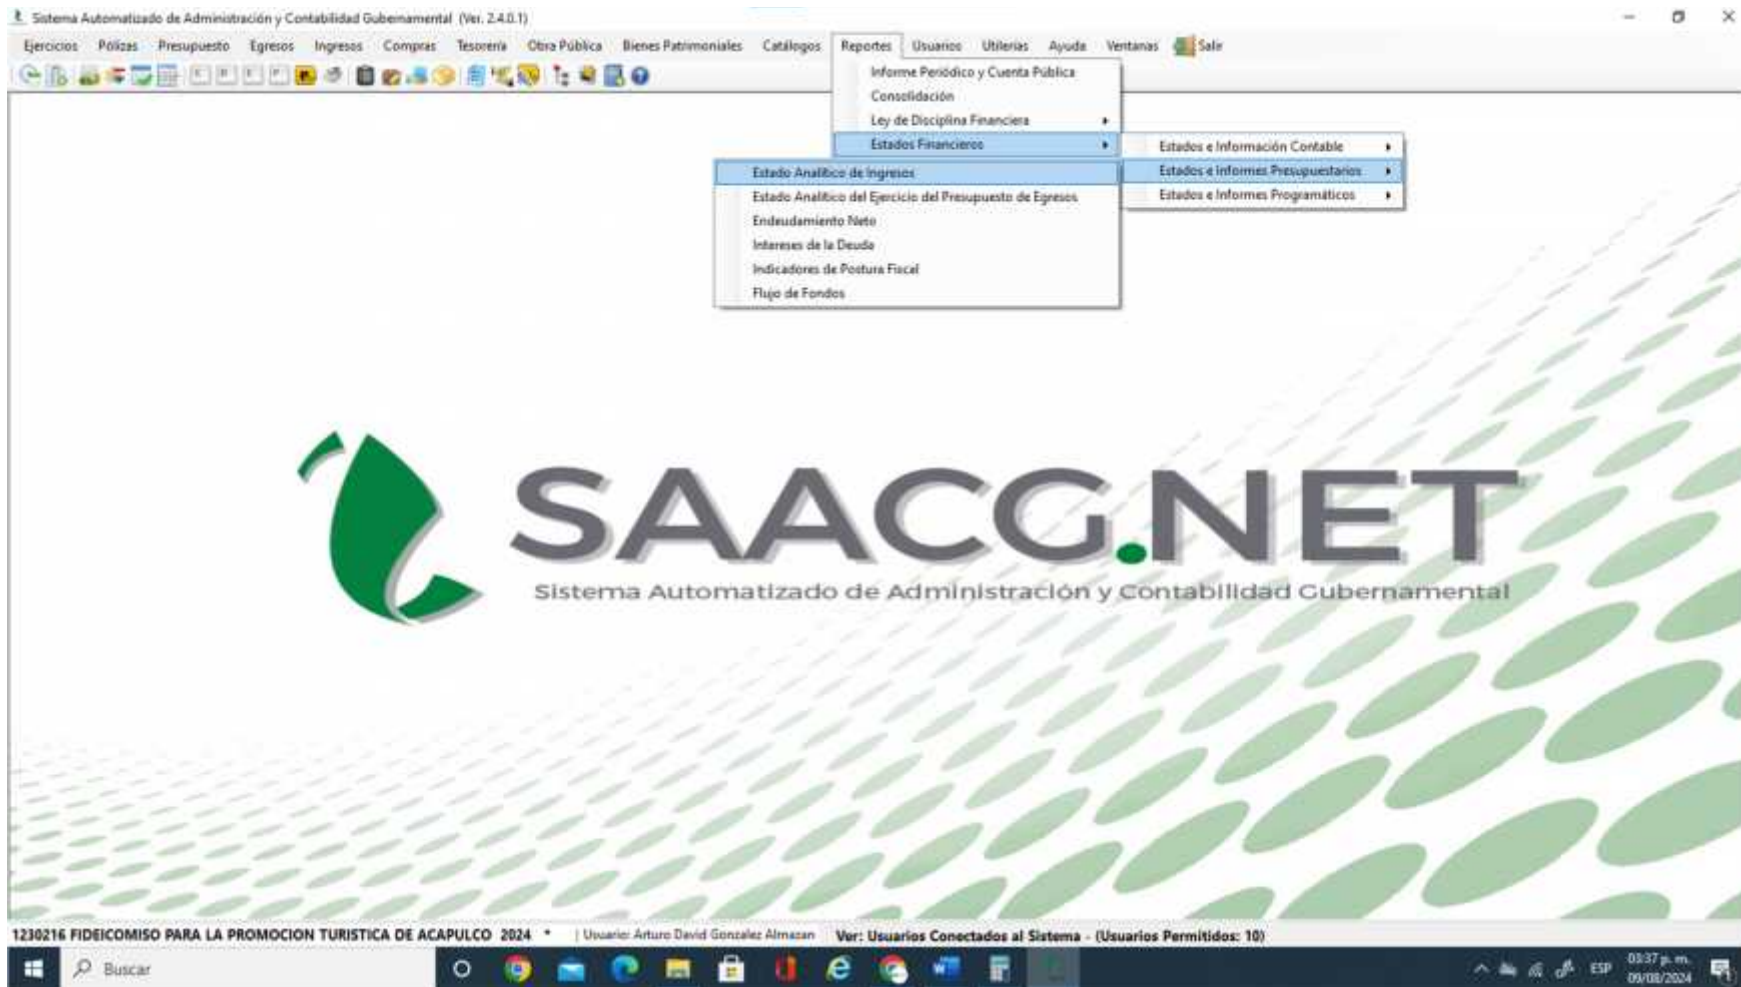 Sistema Automatizado de Administración y Contabilidad Gubernamental (Ver. 2.4.0.1)
Ejercicios Pólizas Presupuesto Egresos Ingresos Compras Tesorería Obra Pública Bienes Patrimoniales Catálogos Reportes Usuarios Utilerías Ayuda Ventanas Salir
Informe Periódico y Cuenta Pública
Consolidación
Ley de Disciplina Financiera
Estados Financieros
Estados e Información Contable
Estados e Informes Presupuestarios
Estados e Informes Programáticos
Estado Analítico de Ingresos
Estado Analítico del Ejercicio del Presupuesto de Egresos
Endeudamiento Neto
Intereses de la Deuda
Indicadores de Postura Fiscal
Flujo de Fondos
SAACG.NET
Sistema Automatizado de Administración y Contabilidad Gubernamental
1230216 FIDEICOMISO PARA LA PROMOCION TURISTICA DE ACAPULCO 2024 * | Usuario: Arturo David Gonzalez Almazan Ver: Usuarios Conectados al Sistema - (Usuarios Permitidos: 10)
Buscar
ESP
03:37 p. m.
09/08/2024